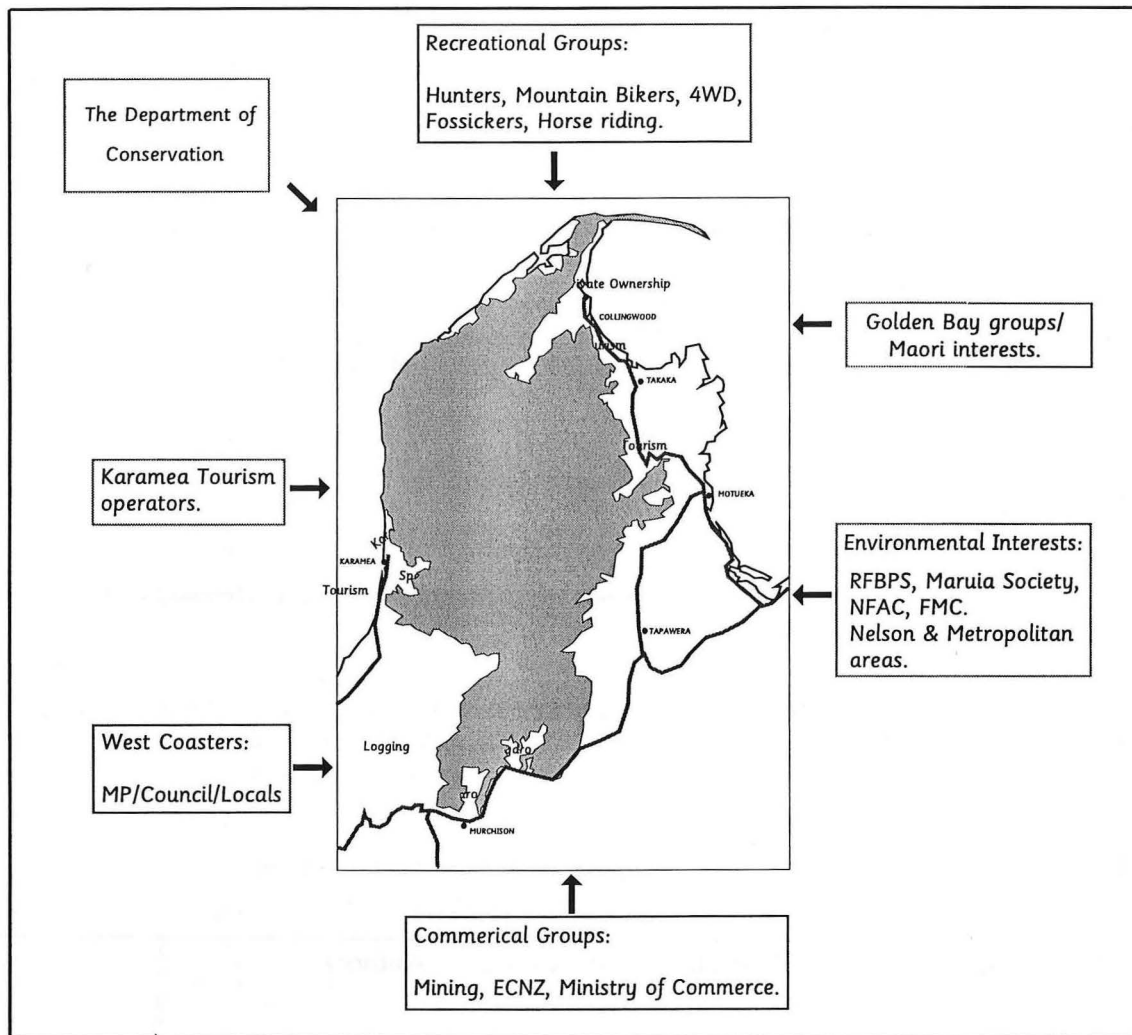 Recreational Groups:
Hunters, Mountain Bikers, 4WD,
Fossickers, Horse riding.
The Department of
Conservation
Ownership
COLLINGWOOD
TAKAKA
Tourism
MOTUEKA
KARAMEA
Tourism
TAPAWERA
Logging
MURCHISON
Golden Bay groups/
Maori interests.
Karamea Tourism
operators.
Environmental Interests:
RFBPS, Maruia Society,
NFAC, FMC.
Nelson & Metropolitan
areas.
West Coasters:
MP/Council/Locals
Commerical Groups:
Mining, ECNZ, Ministry of Commerce.